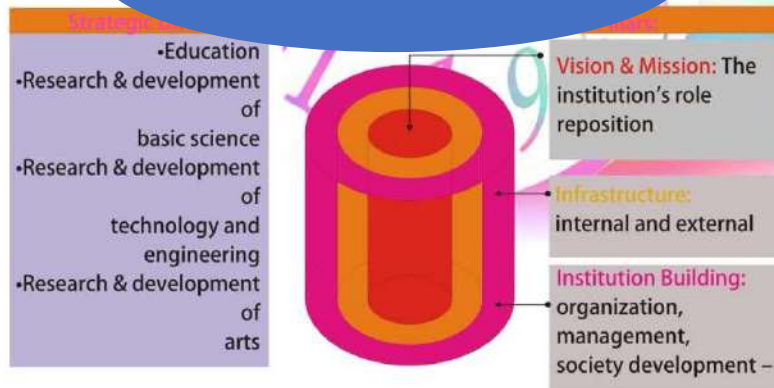 Strategic
•Education
•Research & development
of
basic science
•Research & development
of
technology and
engineering
•Research & development
of
arts
Vision & Mission: The
institution's role
reposition
Infrastructure:
internal and external
Institution Building:
organization,
management,
society development –